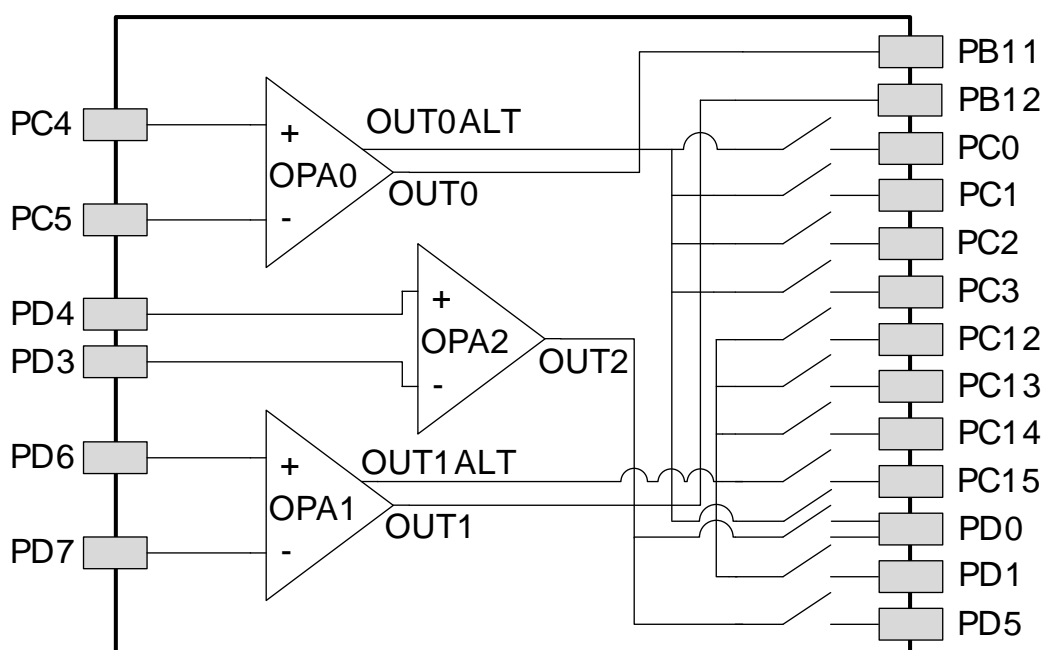 PB11
PB12
PC4
+
OUT0ALT
PC0
OPA0
OUT0
PC1
PC5
-
PC2
PC3
PD4
+
PC12
OPA2
OUT2
PD3
-
PC13
PC14
PD6
+
OUT1ALT
PC15
OPA1
OUT1
PD0
PD7
-
PD1
PD5